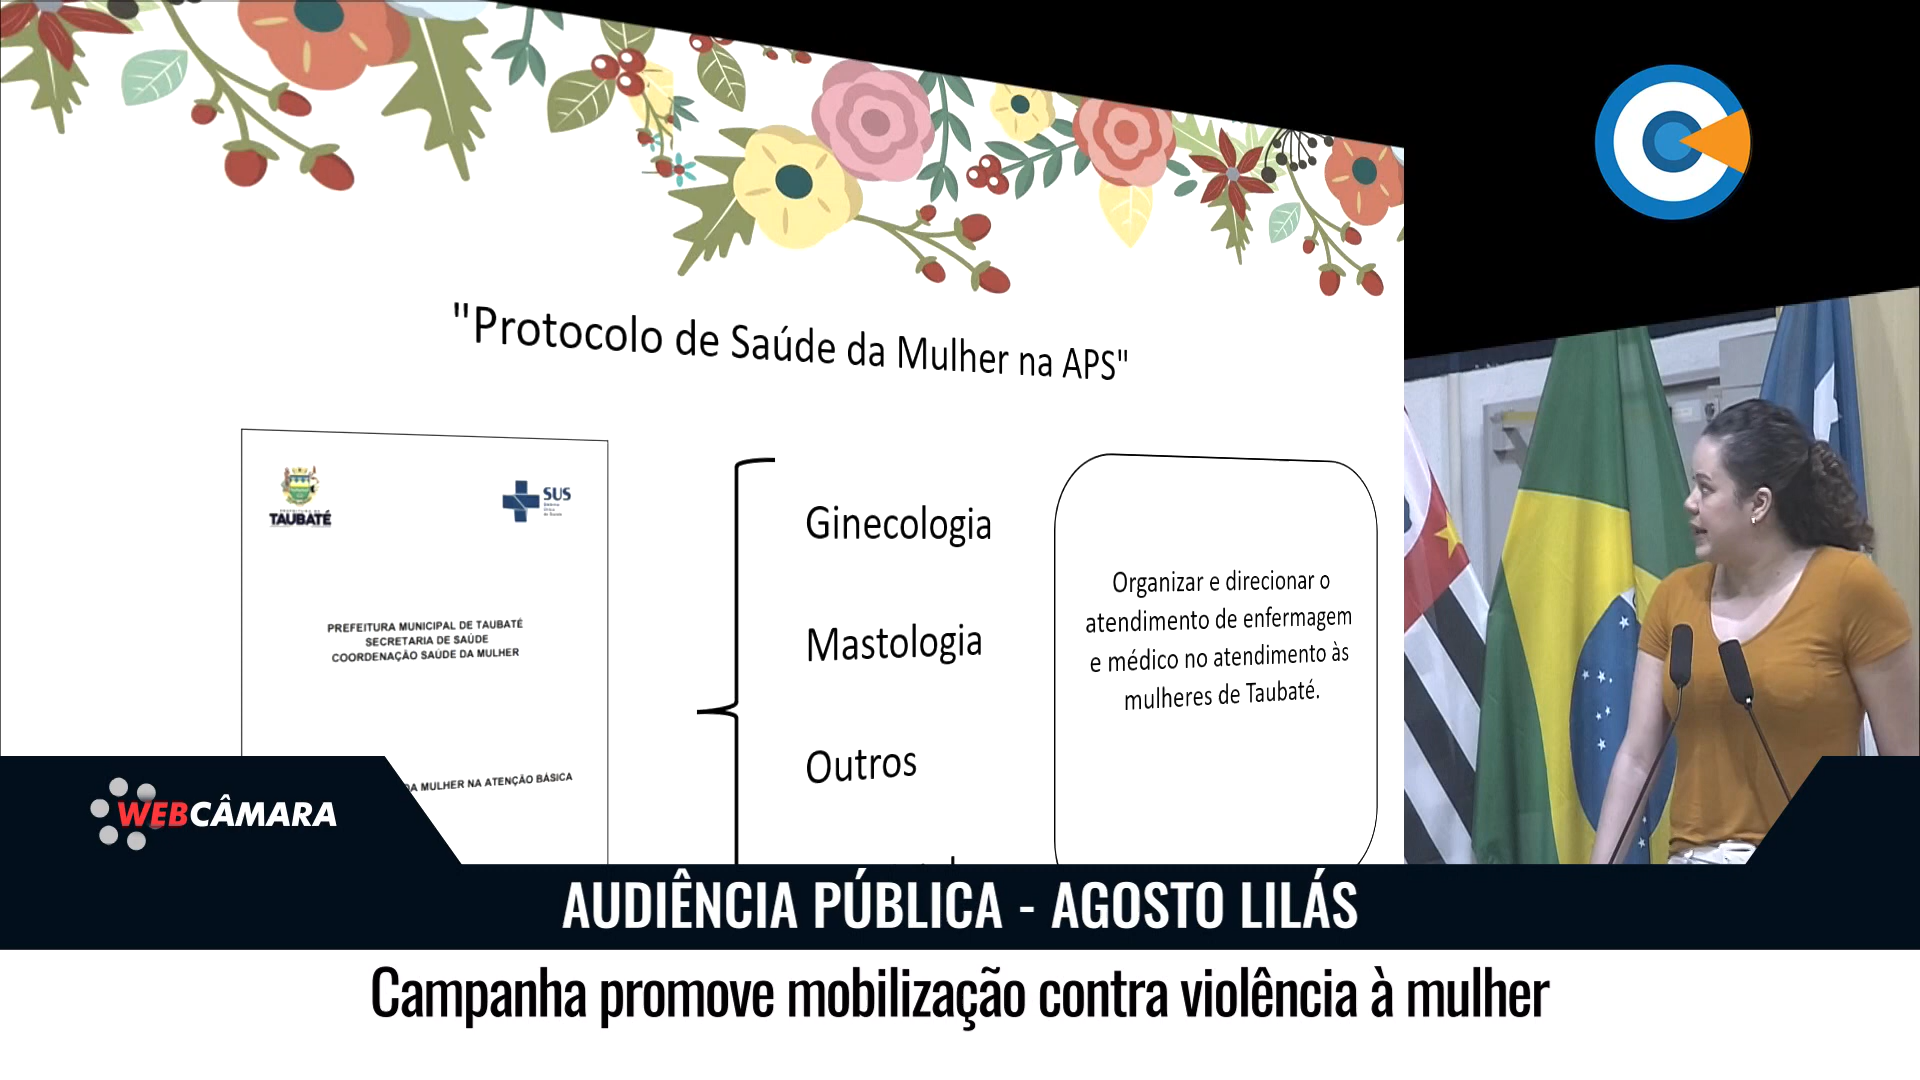 "Protocolo de Saúde da Mulher na APS"
TAUBATÉ
SUS
PREFEITURA MUNICIPAL DE TAUBATÉ
SECRETARIA DE SAÚDE
COORDENAÇÃO SAÚDE DA MULHER
DA MULHER NA ATENÇÃO BÁSICA
Ginecologia
Mastologia
Outros
Organizar e direcionar o
atendimento de enfermagem
e médico no atendimento às
mulheres de Taubaté.
WEBCÂMARA
AUDIÊNCIA PÚBLICA - AGOSTO LILÁS
Campanha promove mobilização contra violência à mulher